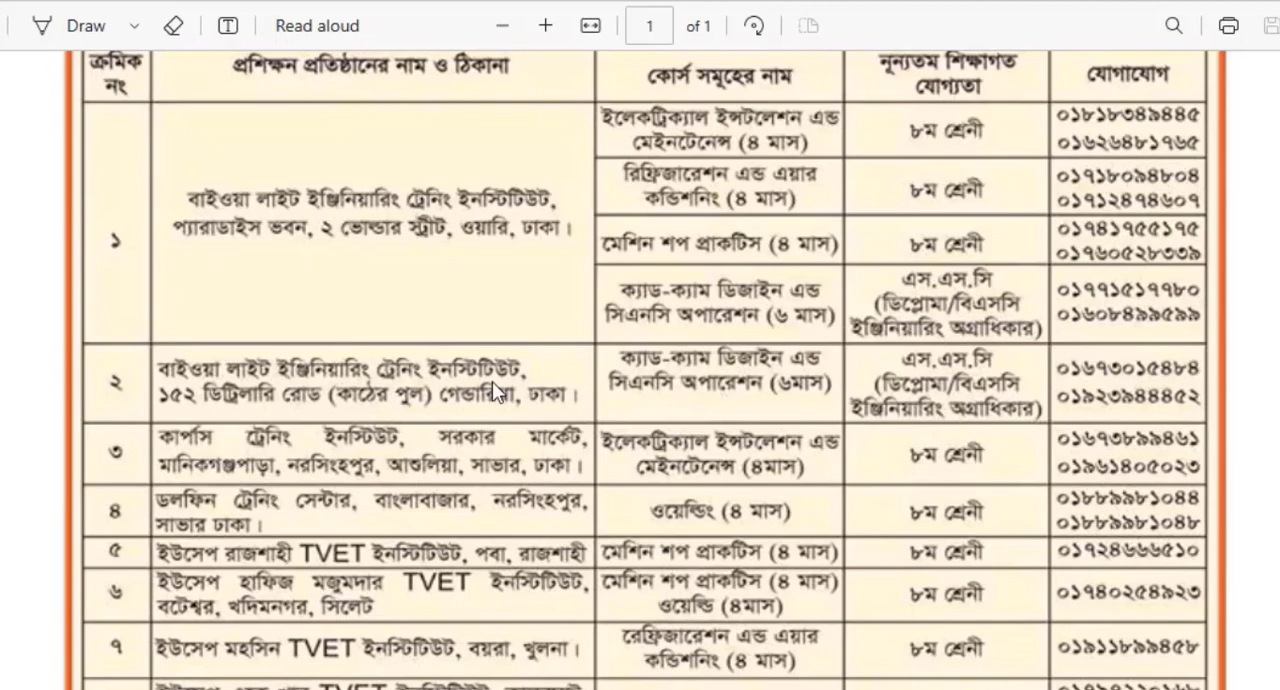 Draw
Read aloud
1
of 1
ক্রমিক
নং
প্রশিক্ষন প্রতিষ্ঠানের নাম ও ঠিকানা
কোর্স সমূহের নাম
নূন্যতম শিক্ষাগত
যোগ্যতা
যোগাযোগ
১
বাইওয়া লাইট ইঞ্জিনিয়ারিং ট্রেনিং ইনস্টিটিউট,
প্যারাডাইস ভবন, ২ ভোল্ডার স্ট্রীট, ওয়ারি, ঢাকা।
ইলেকট্রিক্যাল ইন্সটলেশন এন্ড
মেইনটেনেন্স (৪ মাস)
৮ম শ্রেনী
০১৮১৮৩৪৯৪৪৫
০১৬২৬৪৮১৭৬৫
রিফ্রিজারেশন এন্ড এয়ার
কন্ডিশনিং (৪ মাস)
৮ম শ্রেনী
০১৭১৮০৯৪৮০৪
০১৭১২৪৭৪৬০৭
মেশিন শপ প্রাকটিস (৪ মাস)
৮ম শ্রেনী
০১৭৪১৭৫৫১৭৫
০১৭৬০৫২৮৩৩৯
ক্যাড-ক্যাম ডিজাইন এন্ড
সিএনসি অপারেশন (৬ মাস)
এস.এস.সি
(ডিপ্লোমা/বিএসসি
ইঞ্জিনিয়ারিং অগ্রাধিকার)
০১৭৭১৫১৭৭৮০
০১৬০৮৪৯৯৫৯৯
২
বাইওয়া লাইট ইঞ্জিনিয়ারিং ট্রেনিং ইনস্টিটিউট,
১৫২ ডিট্রিলারি রোড (কাঠের পুল) গেন্ডারিয়া, ঢাকা।
ক্যাড-ক্যাম ডিজাইন এন্ড
সিএনসি অপারেশন (৬মাস)
এস.এস.সি
(ডিপ্লোমা/বিএসসি
ইঞ্জিনিয়ারিং অগ্রাধিকার)
০১৬৭৩০১৫৪৮৪
০১৯২৩৯৪৪৪৫২
৩
কার্পাস ট্রেনিং ইনস্টিউট, সরকার মার্কেট,
মানিকগঞ্জপাড়া, নরসিংহপুর, আশুলিয়া, সাভার, ঢাকা।
ইলেকট্রিক্যাল ইন্সটলেশন এন্ড
মেইনটেনেন্স (৪মাস)
৮ম শ্রেনী
০১৬৭৩৮৯৯৪৬১
০১৯৬১৪০৫০২৩
৪
ডলফিন ট্রেনিং সেন্টার, বাংলাবাজার, নরসিংহপুর,
সাভার ঢাকা।
ওয়েল্ডিং (৪ মাস)
৮ম শ্রেনী
০১৮৮৯৯৮১০৪৪
০১৮৮৯৯৮১০৪৮
৫
ইউসেপ রাজশাহী TVET ইনস্টিটিউট, পবা, রাজশাহী
মেশিন শপ প্রাকটিস (৪ মাস)
৮ম শ্রেনী
০১৭২৪৬৬৬৫১০
৬
ইউসেপ হাফিজ মজুমদার TVET ইনস্টিটিউট,
বটেশ্বর, খদিমনগর, সিলেট
মেশিন শপ প্রাকটিস (৪ মাস)
ওয়েল্ডি (৪মাস)
৮ম শ্রেনী
০১৭৪০২৫৪৯২৩
৭
ইউসেপ মহসিন TVET ইনস্টিটিউট, বয়রা, খুলনা।
রেফ্রিজারেশন এন্ড এয়ার
কন্ডিশনিং (৪ মাস)
৮ম শ্রেনী
০১৯১১৮৯৯৪৫৮